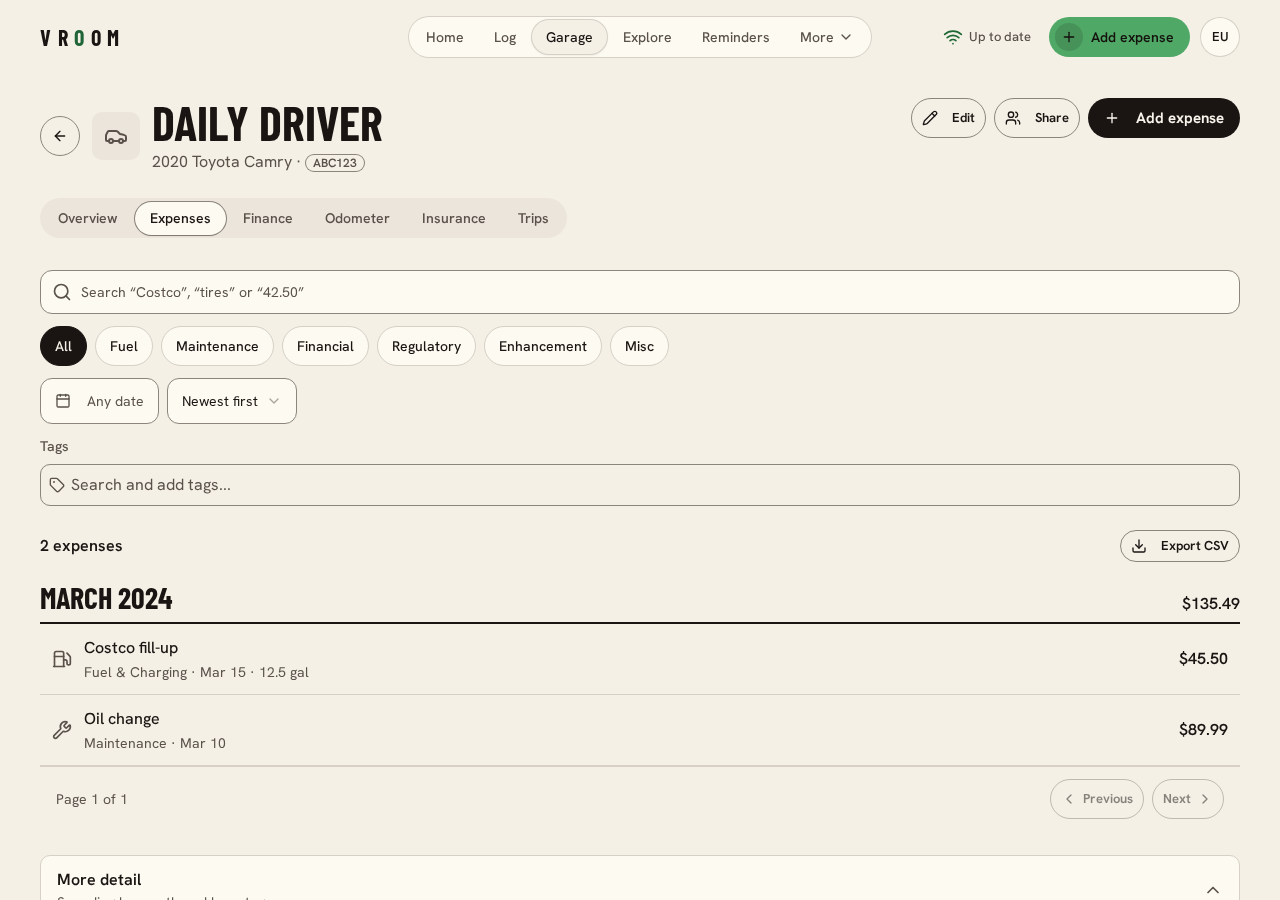 VROOM
Home Log Garage Explore Reminders More
Up to date
Add expense
EU
DAILY DRIVER
2020 Toyota Camry · ABC123
Edit
Share
Add expense
Overview Expenses Finance Odometer Insurance Trips
Search “Costco”, “tires” or “42.50”
All Fuel Maintenance Financial Regulatory Enhancement Misc
Any date
Newest first
Tags
Search and add tags...
2 expenses
Export CSV
MARCH 2024
$135.49
Costco fill-up
Fuel & Charging · Mar 15 · 12.5 gal
$45.50
Oil change
Maintenance · Mar 10
$89.99
Page 1 of 1
Previous
Next
More detail